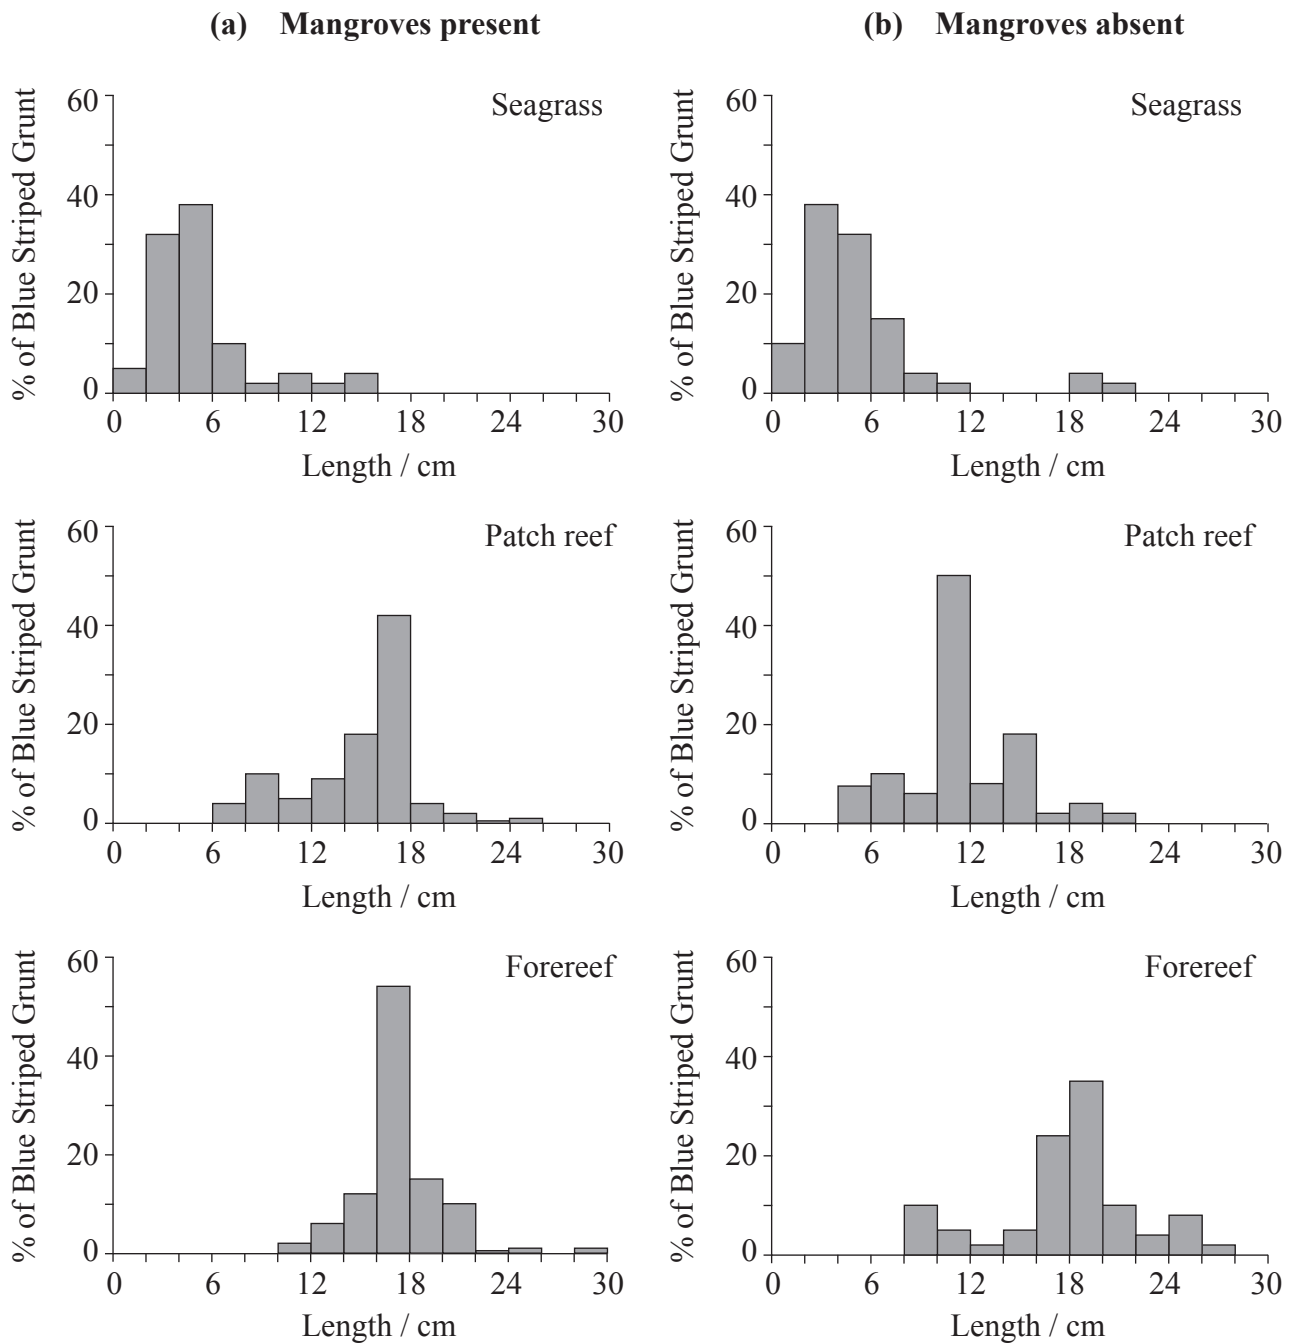 (a) Mangroves present
(b) Mangroves absent
% of Blue Striped Grunt
60
40
20
0
Seagrass
0 6 12 18 24 30
Length / cm
% of Blue Striped Grunt
60
40
20
0
Seagrass
0 6 12 18 24 30
Length / cm
% of Blue Striped Grunt
60
40
20
0
Patch reef
0 6 12 18 24 30
Length / cm
% of Blue Striped Grunt
60
40
20
0
Patch reef
0 6 12 18 24 30
Length / cm
% of Blue Striped Grunt
60
40
20
0
Forereef
0 6 12 18 24 30
Length / cm
% of Blue Striped Grunt
60
40
20
0
Forereef
0 6 12 18 24 30
Length / cm